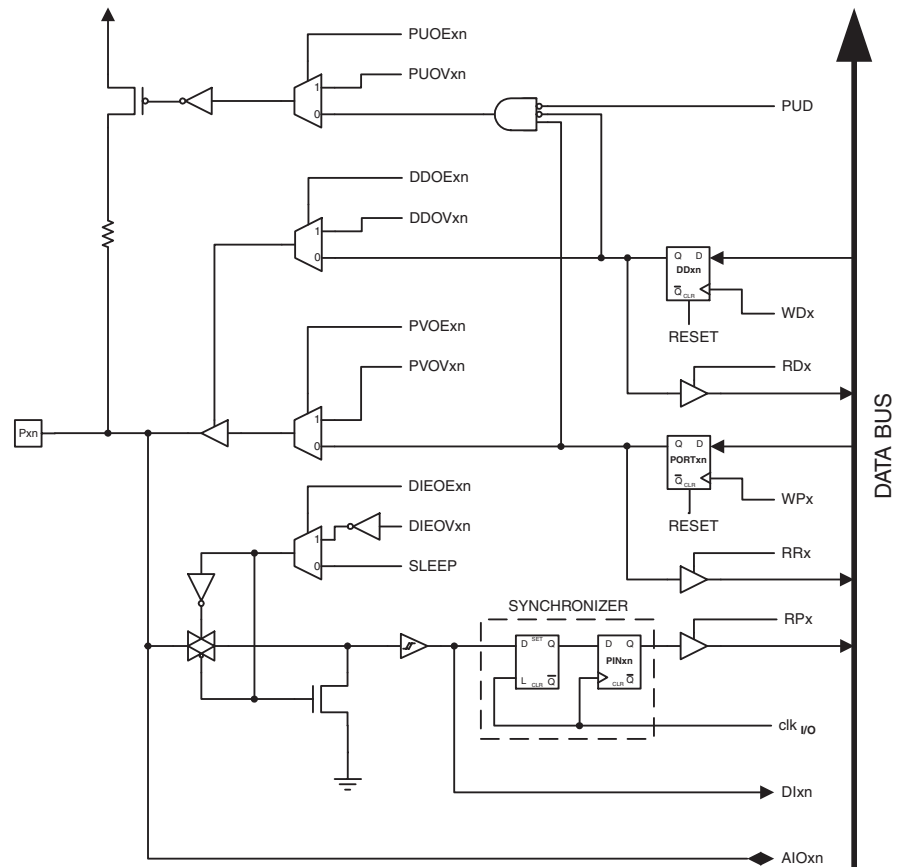 PUOExn
PUOVxn
1
0
PUD
DDOExn
DDOVxn
1
0
Q D
DDxn
Q CLR
WDx
RESET
RDx
PVOExn
PVOVxn
1
0
Pxn
Q D
PORTxn
Q CLR
WPx
RESET
RRx
DATA BUS
DIEOExn
DIEOVxn
1
0
SLEEP
SYNCHRONIZER
D SET Q
L CLR Q
D Q
PINxn
CLR Q
RPx
clk I/O
DIxn
AIOxn